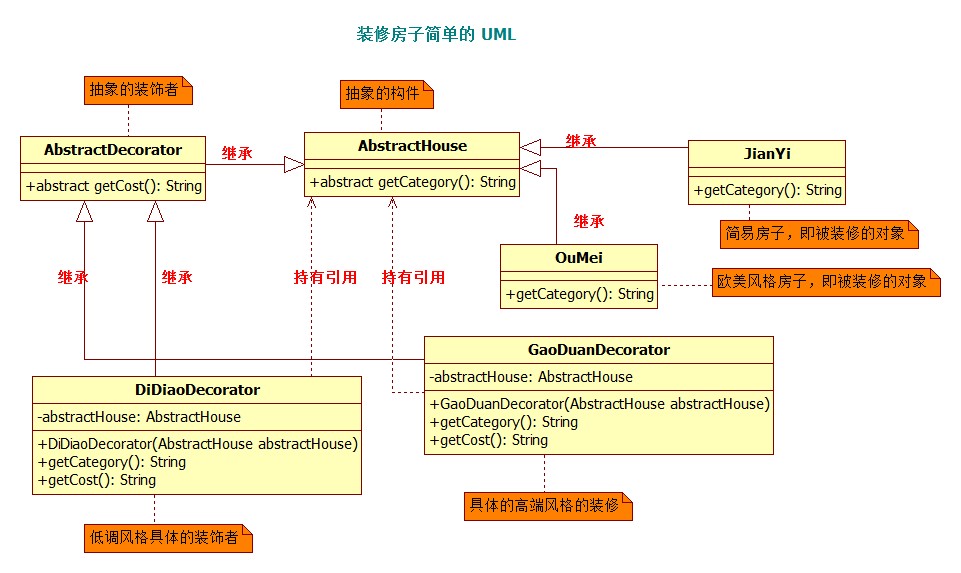 装修房子简单的 UML
抽象的装饰者
抽象的构件
AbstractDecorator
+abstract getCost(): String
继承
AbstractHouse
+abstract getCategory(): String
继承
JianYi
+getCategory(): String
简易房子，即被装修的对象
继承
OuMei
+getCategory(): String
欧美风格房子，即被装修的对象
继承
继承
持有引用
持有引用
GaoDuanDecorator
-abstractHouse: AbstractHouse
+GaoDuanDecorator(AbstractHouse abstractHouse)
+getCategory(): String
+getCost(): String
具体的高端风格的装修
DiDiaoDecorator
-abstractHouse: AbstractHouse
+DiDiaoDecorator(AbstractHouse abstractHouse)
+getCategory(): String
+getCost(): String
低调风格具体的装饰者